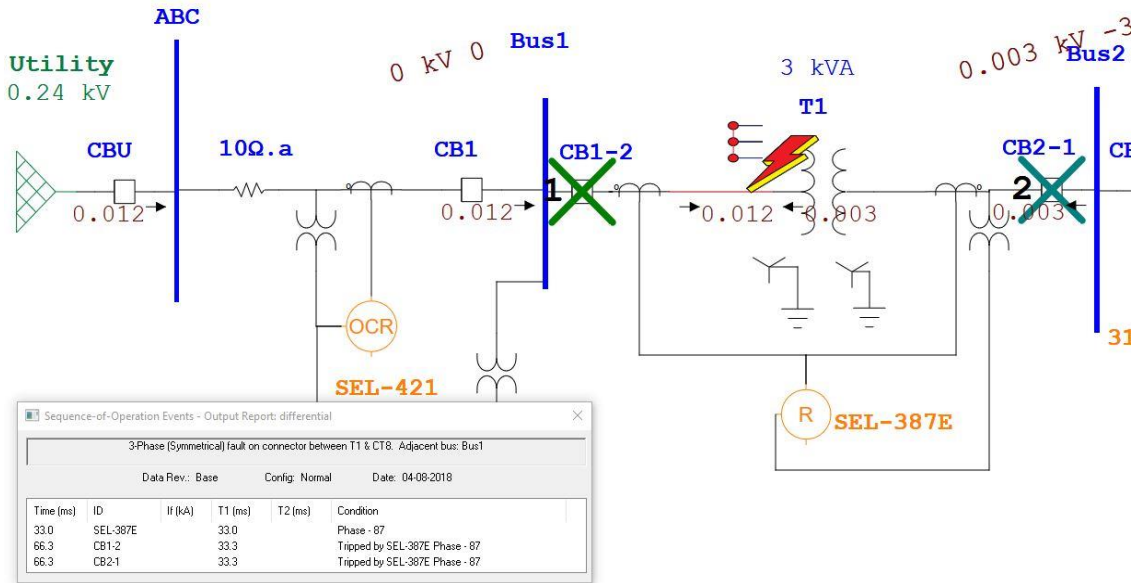 ABC
Utility
0.24 kV
0 kV 0
Bus1
3 kVA
0.003 kV -3
Bus2
T1
CBU
10Ω.a
CB1
CB1-2
CB2-1
1
2
0.012
0.012
0.012
0.003
0.003
OCR
SEL-421
R
SEL-387E
31
Sequence-of-Operation Events - Output Report: differential
3-Phase (Symmetrical) fault on connector between T1 & CT8. Adjacent bus: Bus1
Data Rev.: Base Config: Normal Date: 04-08-2018
Time (ms) ID If (kA) T1 (ms) T2 (ms) Condition
33.0 SEL-387E 33.0 Phase - 87
66.3 CB1-2 33.3 Tripped by SEL-387E Phase - 87
66.3 CB2-1 33.3 Tripped by SEL-387E Phase - 87